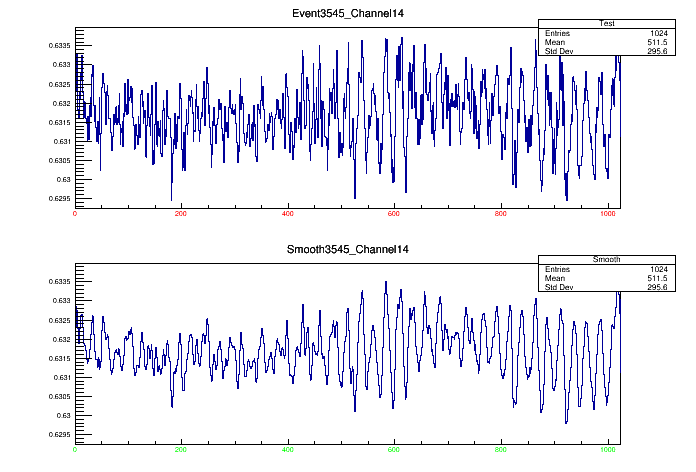 Event3545_Channel14
Test
Entries 1024
Mean 511.5
Std Dev 295.6
0.6335
0.633
0.6325
0.632
0.6315
0.631
0.6305
0.63
0.6295
0 200 400 600 800 1000
Smooth3545_Channel14
Smooth
Entries 1024
Mean 511.5
Std Dev 295.6
0.6335
0.633
0.6325
0.632
0.6315
0.631
0.6305
0.63
0.6295
0 200 400 600 800 1000